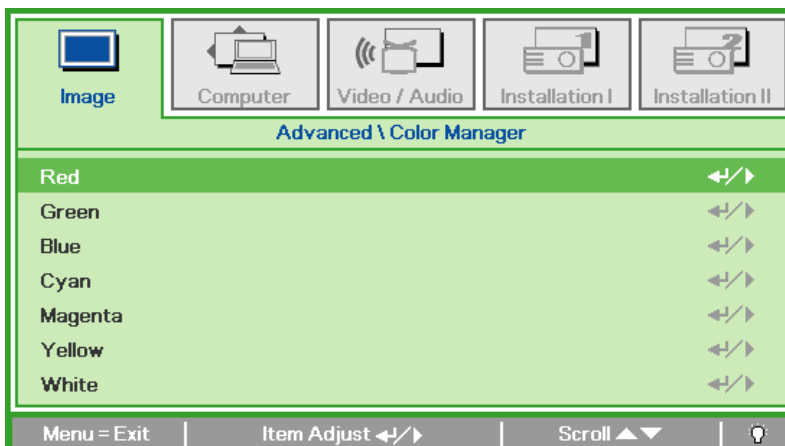 Image Computer Video / Audio Installation I Installation II
Advanced \ Color Manager
Red
Green
Blue
Cyan
Magenta
Yellow
White
Menu = Exit Item Adjust Scroll